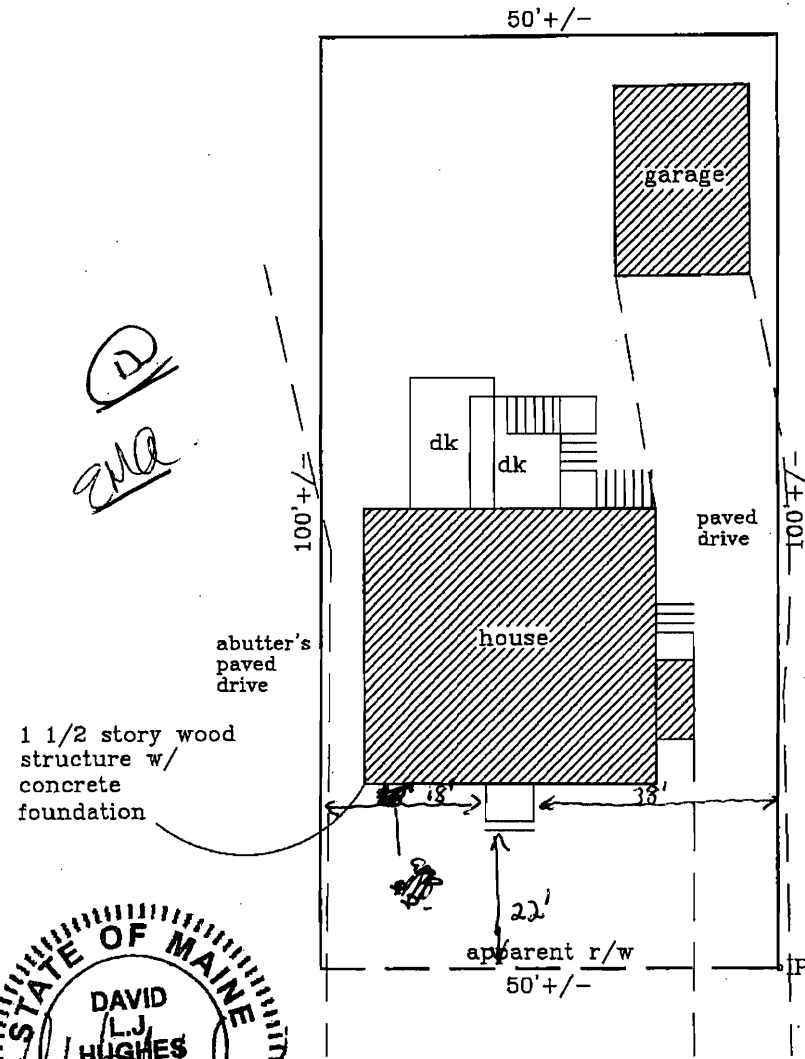 50'+/-
garage
D
EMA
dk
dk
100'+/-
100'+/-
paved
drive
house
abutter's
paved
drive
1 1/2 story wood
structure w/
concrete
foundation
18'
38'
22'
apparent r/w
50'+/-
IP
STATE OF MAINE
DAVID
L.J.
HUGHES